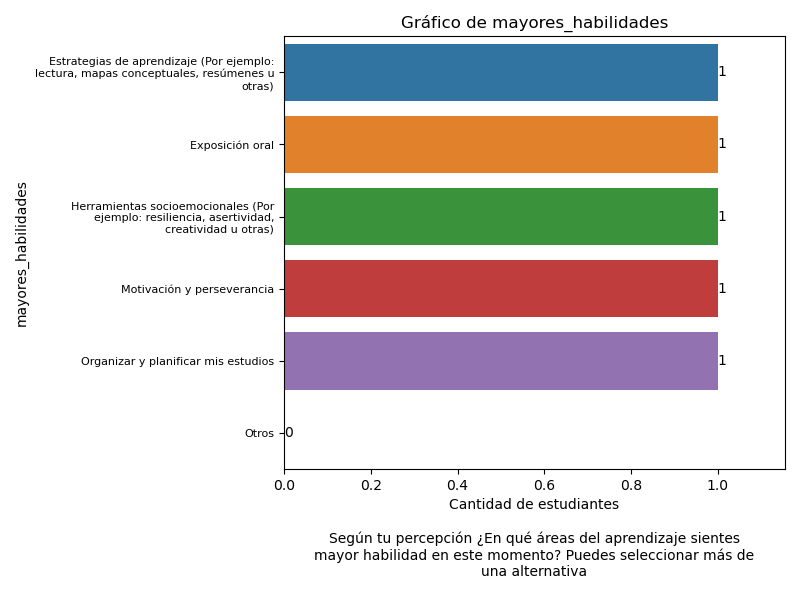 Gráfico de mayores_habilidades
Estrategias de aprendizaje (Por ejemplo:
lectura, mapas conceptuales, resúmenes u
otras)
1
Exposición oral
1
Herramientas socioemocionales (Por
ejemplo: resiliencia, asertividad,
creatividad u otras)
1
Motivación y perseverancia
1
Organizar y planificar mis estudios
1
Otros
0
mayores_habilidades
0.0 0.2 0.4 0.6 0.8 1.0
Cantidad de estudiantes
Según tu percepción ¿En qué áreas del aprendizaje sientes
mayor habilidad en este momento? Puedes seleccionar más de
una alternativa